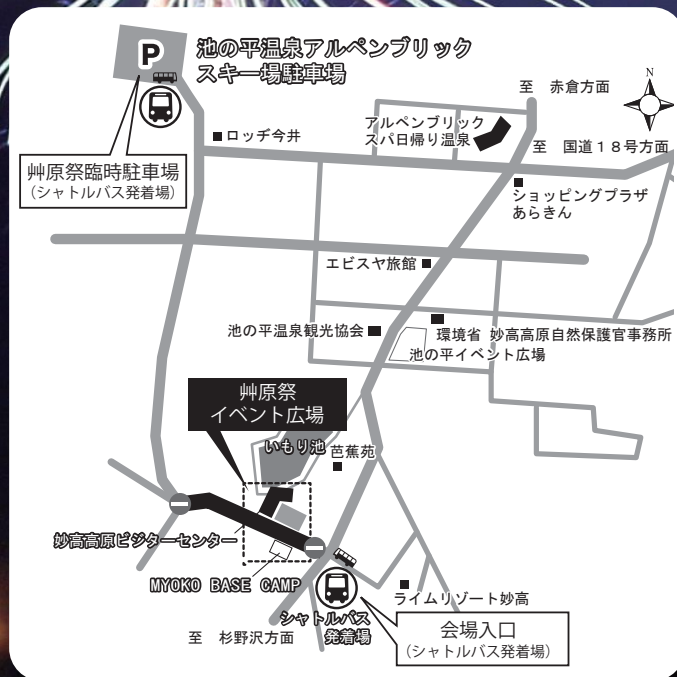 P
池の平温泉アルペンブリック
スキー場駐車場
至 赤倉方面
N
アルペンブリック
スパ日帰り温泉
ロッヂ今井
至 国道18号方面
艸原祭臨時駐車場
(シャトルバス発着場)
ショッピングプラザ
あらきん
エビスヤ旅館
池の平温泉観光協会
環境省 妙高高原自然保護官事務所
池の平イベント広場
艸原祭
イベント広場
いもり池
芭蕉苑
妙高高原ビジターセンター
MYOKO BASE CAMP
シャトルバス
発着場
ライムリゾート妙高
至 杉野沢方面
会場入口
(シャトルバス発着場)